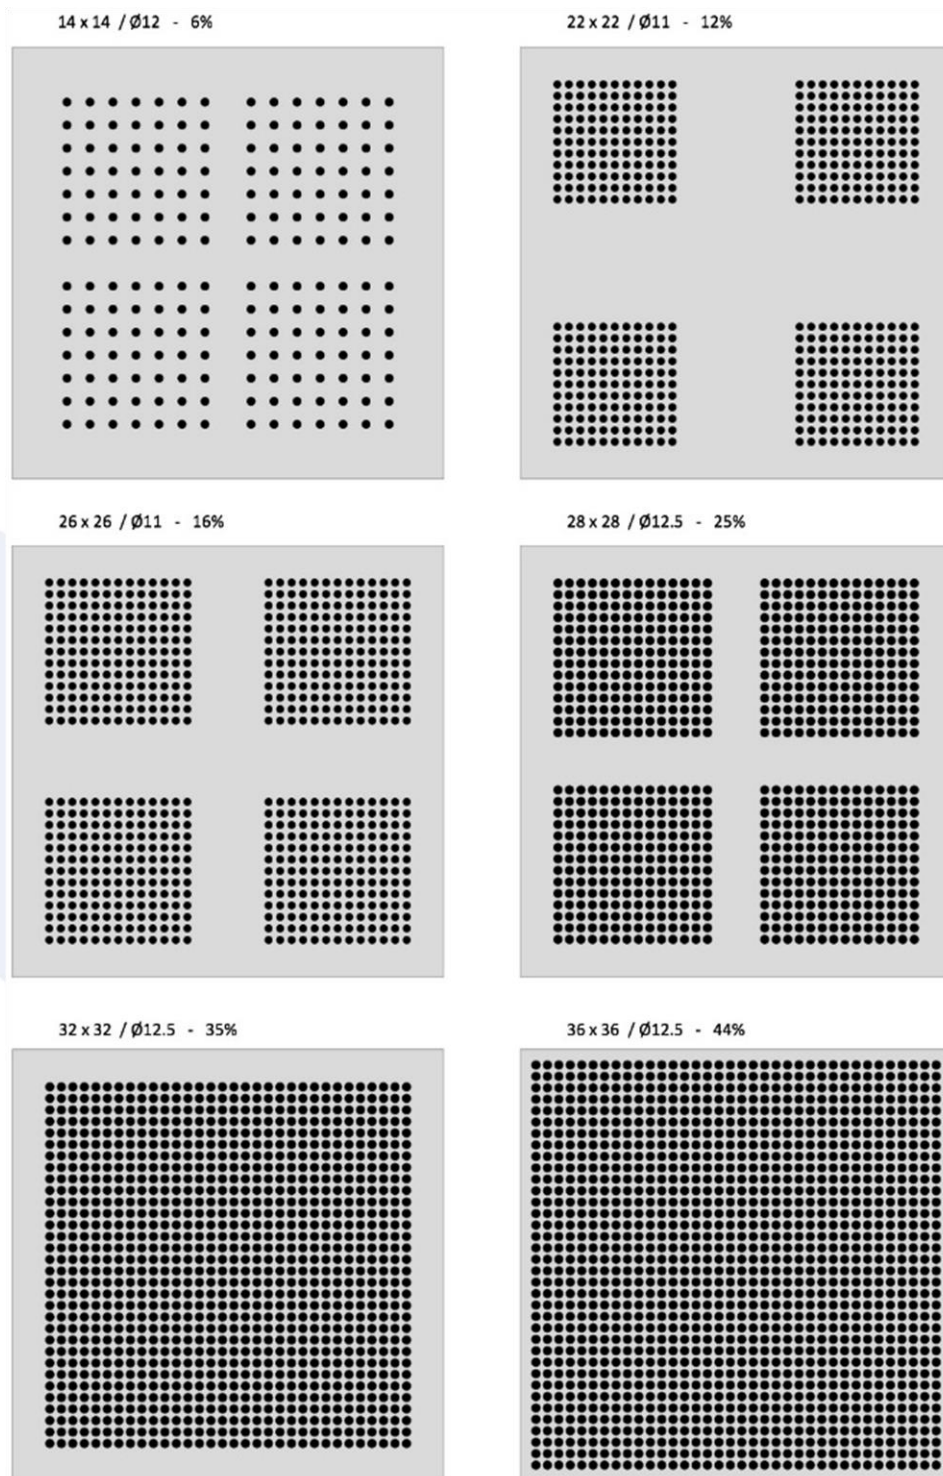 14 x 14 / Ø12 - 6%
22 x 22 / Ø11 - 12%
26 x 26 / Ø11 - 16%
28 x 28 / Ø12.5 - 25%
32 x 32 / Ø12.5 - 35%
36 x 36 / Ø12.5 - 44%